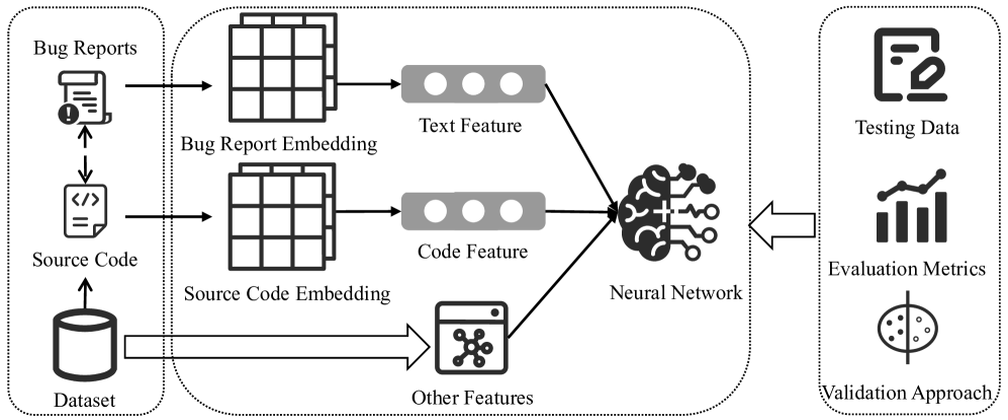 Bug Reports
Source Code
Dataset
Bug Report Embedding
Text Feature
Source Code Embedding
Code Feature
Other Features
Neural Network
Testing Data
Evaluation Metrics
Validation Approach